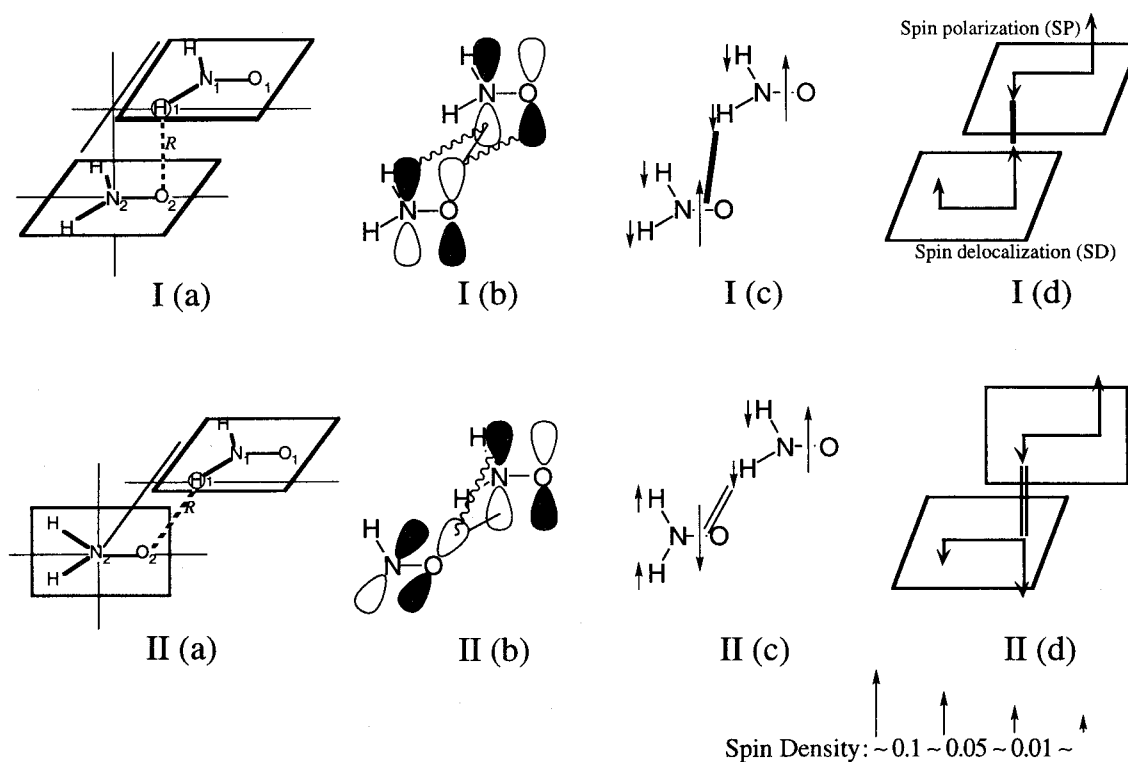 Spin polarization (SP)
H
N₁ O₁
H₁
R
H
N₂ O₂
H
H
H N O
H
H N O
H
H N O
H
H
H N O
Spin delocalization (SD)
I (a) I (b) I (c) I (d)
H
N₁ O₁
H₁
R
H
N₂ O₂
H
H
N O
H
H
N O
H
N O
H
H
N O
H
II (a) II (b) II (c) II (d)
Spin Density: ~ 0.1 ~ 0.05 ~ 0.01 ~